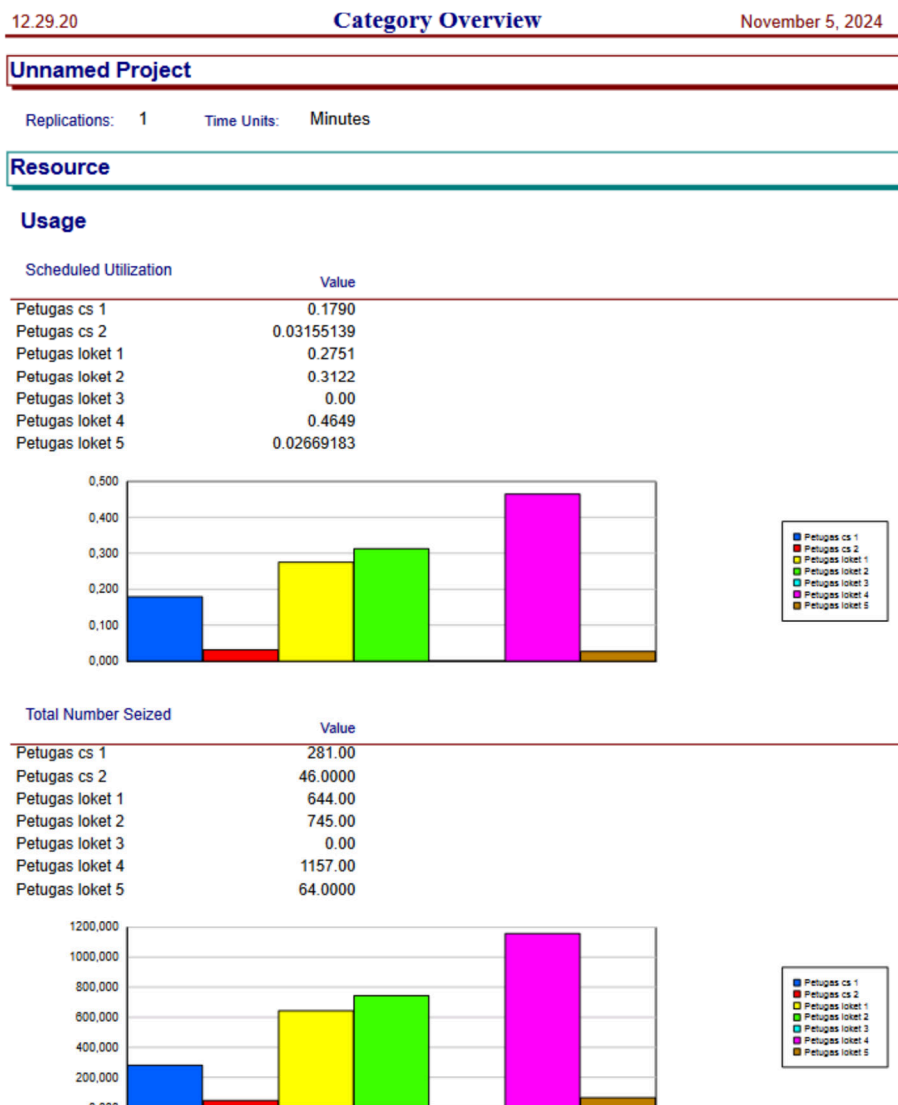 12.29.20 Category Overview November 5, 2024
Unnamed Project
Replications: 1 Time Units: Minutes
Resource
Usage
Scheduled Utilization
Value
Petugas cs 1 0.1790
Petugas cs 2 0.03155139
Petugas loket 1 0.2751
Petugas loket 2 0.3122
Petugas loket 3 0.00
Petugas loket 4 0.4649
Petugas loket 5 0.02669183
0,500
0,400
0,300
0,200
0,100
0,000
Petugas cs 1
Petugas cs 2
Petugas loket 1
Petugas loket 2
Petugas loket 3
Petugas loket 4
Petugas loket 5
Total Number Seized
Value
Petugas cs 1 281.00
Petugas cs 2 46.0000
Petugas loket 1 644.00
Petugas loket 2 745.00
Petugas loket 3 0.00
Petugas loket 4 1157.00
Petugas loket 5 64.0000
1200,000
1000,000
800,000
600,000
400,000
200,000
Petugas cs 1
Petugas cs 2
Petugas loket 1
Petugas loket 2
Petugas loket 3
Petugas loket 4
Petugas loket 5